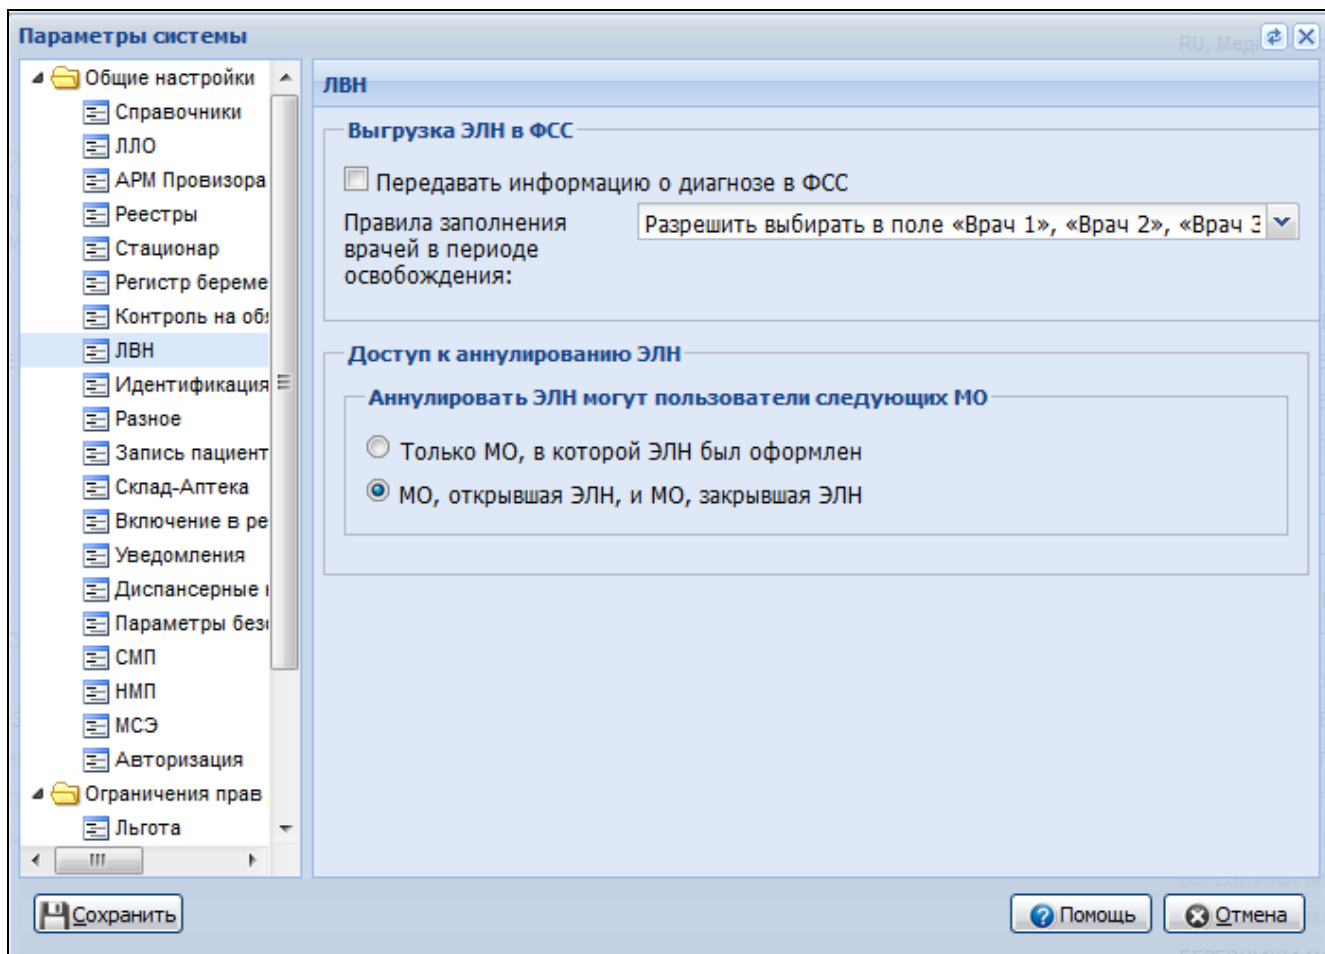 Параметры системы
RU, Меди
Общие настройки
Справочники
ЛЛО
АРМ Провизора
Реестры
Стационар
Регистр береме
Контроль на обя
ЛВН
Идентификация
Разное
Запись пациент
Склад-Аптека
Включение в ре
Уведомления
Диспансерные
Параметры безо
СМП
НМП
МСЭ
Авторизация
Ограничения прав
Льгота
ЛВН
Выгрузка ЭЛН в ФСС
Передавать информацию о диагнозе в ФСС
Правила заполнения
врачей в периоде
освобождения:
Разрешить выбирать в поле «Врач 1», «Врач 2», «Врач 3
Доступ к аннулированию ЭЛН
Аннулировать ЭЛН могут пользователи следующих МО
Только МО, в которой ЭЛН был оформлен
МО, открывшая ЭЛН, и МО, закрывшая ЭЛН
Сохранить
Помощь
Отмена